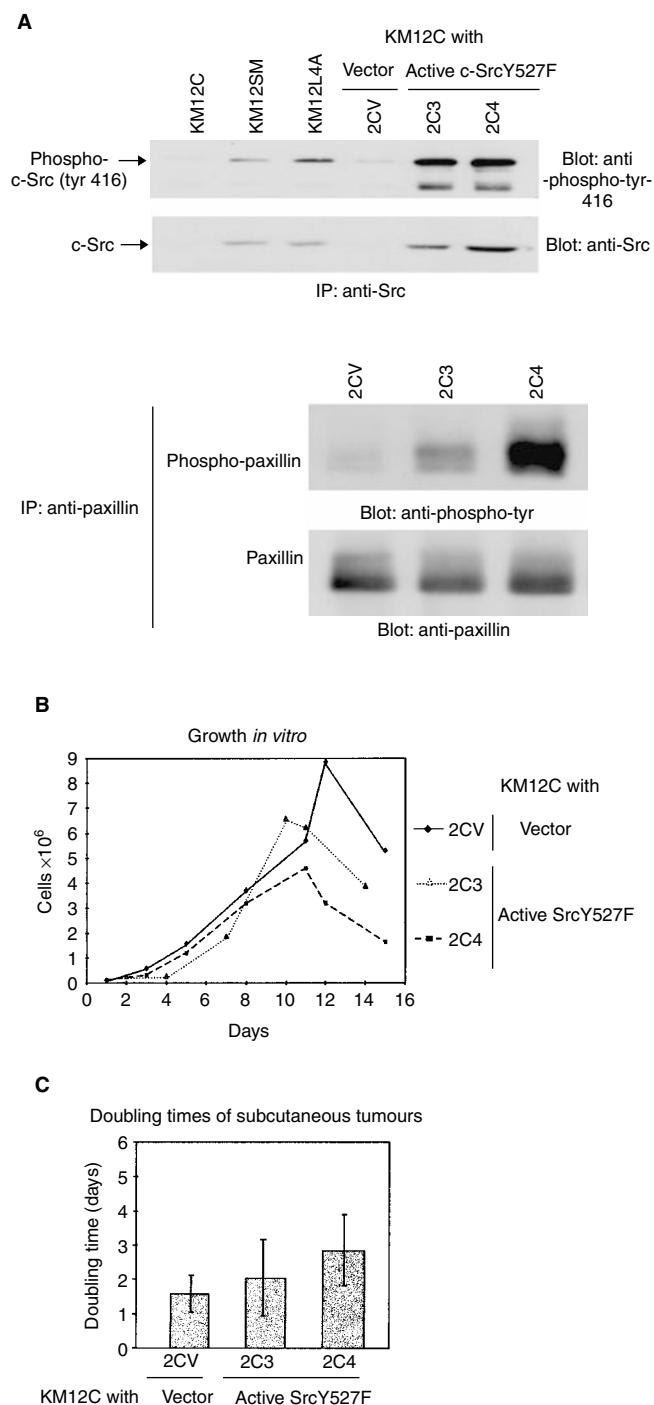 A
KM12C with
Vector
Active c-SrcY527F
KM12C
KM12SM
KM12L4A
2CV
2C3
2C4
Phospho-
c-Src (tyr 416)
Blot: anti
-phospho-tyr-
416
c-Src
Blot: anti-Src
IP: anti-Src
2CV
2C3
2C4
IP: anti-paxillin
Phospho-paxillin
Blot: anti-phospho-tyr
Paxillin
Blot: anti-paxillin
B
Growth in vitro
Cells ×10⁶
9
8
7
6
5
4
3
2
1
0
0 2 4 6 8 10 12 14 16
Days
KM12C with
2CV
Vector
2C3
2C4
Active SrcY527F
C
Doubling times of subcutaneous tumours
Doubling time (days)
6
5
4
3
2
1
0
2CV 2C3 2C4
KM12C with Vector Active SrcY527F